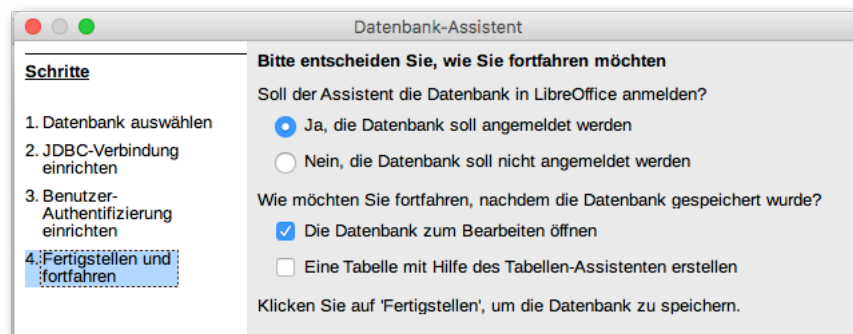 Datenbank-Assistent
Schritte
1. Datenbank auswählen
2. JDBC-Verbindung
einrichten
3. Benutzer-
Authentifizierung
einrichten
4. Fertigstellen und
fortfahren
Bitte entscheiden Sie, wie Sie fortfahren möchten
Soll der Assistent die Datenbank in LibreOffice anmelden?
Ja, die Datenbank soll angemeldet werden
Nein, die Datenbank soll nicht angemeldet werden
Wie möchten Sie fortfahren, nachdem die Datenbank gespeichert wurde?
Die Datenbank zum Bearbeiten öffnen
Eine Tabelle mit Hilfe des Tabellen-Assistenten erstellen
Klicken Sie auf 'Fertigstellen', um die Datenbank zu speichern.